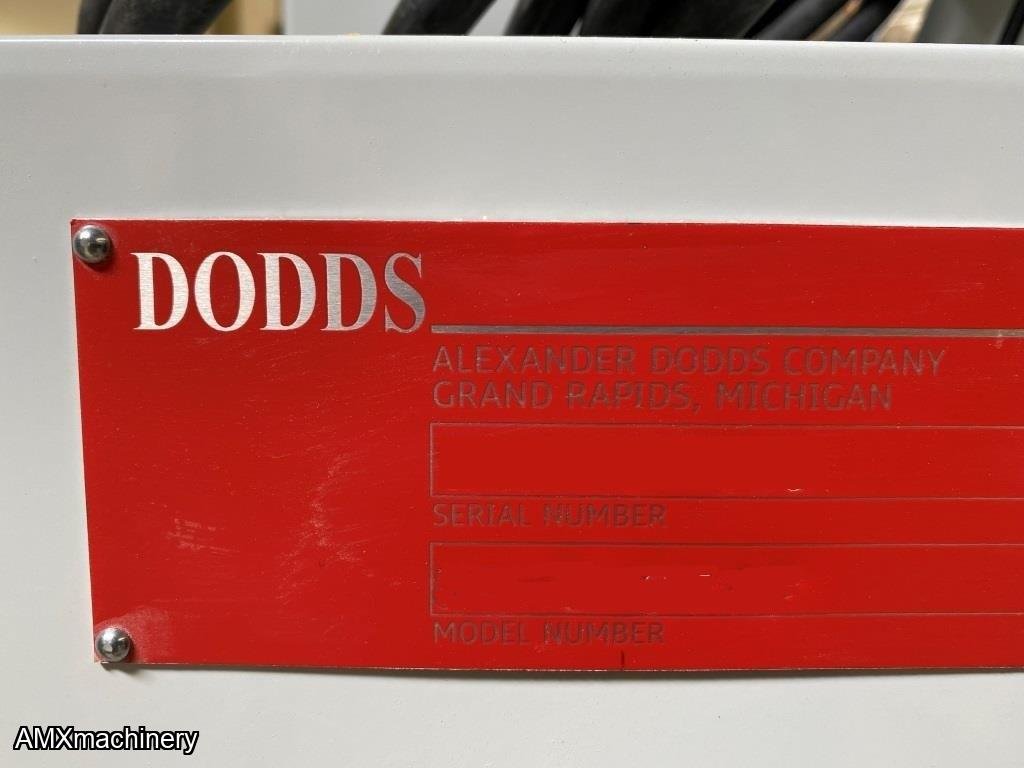 DODDS
ALEXANDER DODDS COMPANY
GRAND RAPIDS, MICHIGAN
SERIAL NUMBER
MODEL NUMBER
AMXmachinery